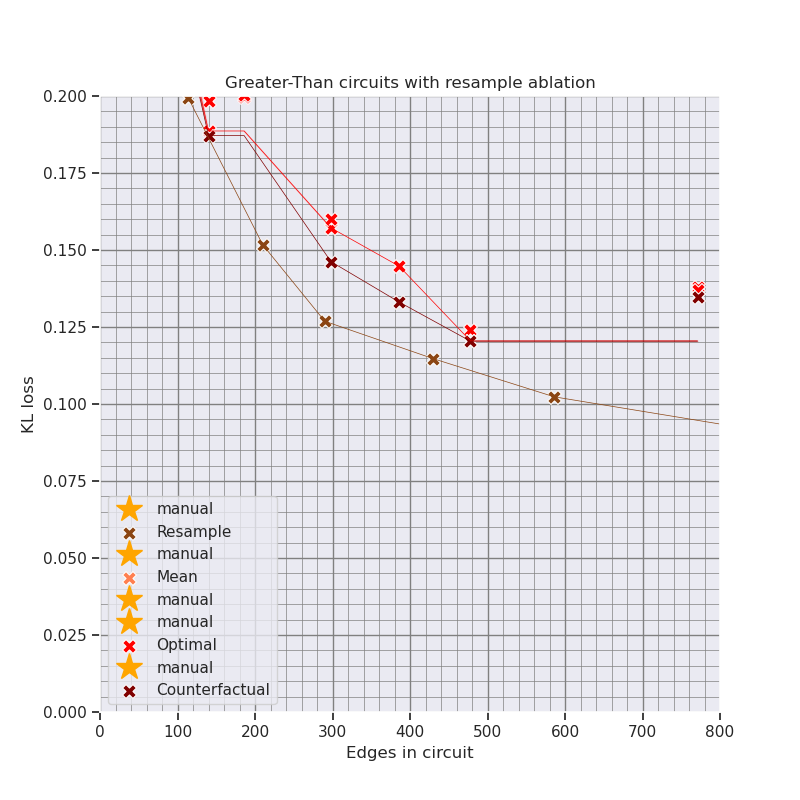 Greater-Than circuits with resample ablation
KL loss
0.200
0.175
0.150
0.125
0.100
0.075
0.050
0.025
0.000
manual
Resample
manual
Mean
manual
manual
Optimal
manual
Counterfactual
0 100 200 300 400 500 600 700 800
Edges in circuit